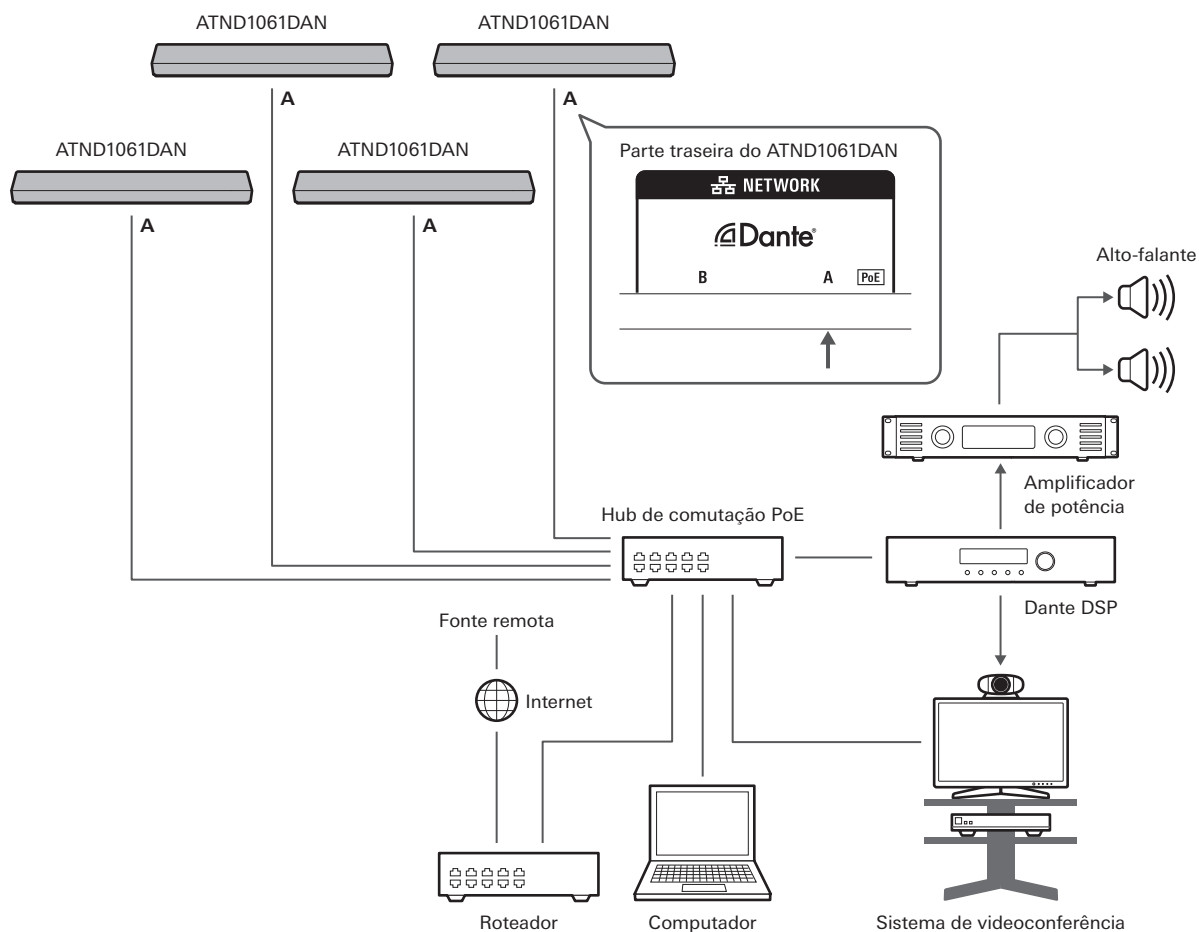 ATND1061DAN
ATND1061DAN
A
A
ATND1061DAN
ATND1061DAN
A
A
Parte traseira do ATND1061DAN
NETWORK
Dante®
B
A
PoE
Alto-falante
Amplificador
de potência
Hub de comutação PoE
Dante DSP
Fonte remota
Internet
Roteador
Computador
Sistema de videoconferência